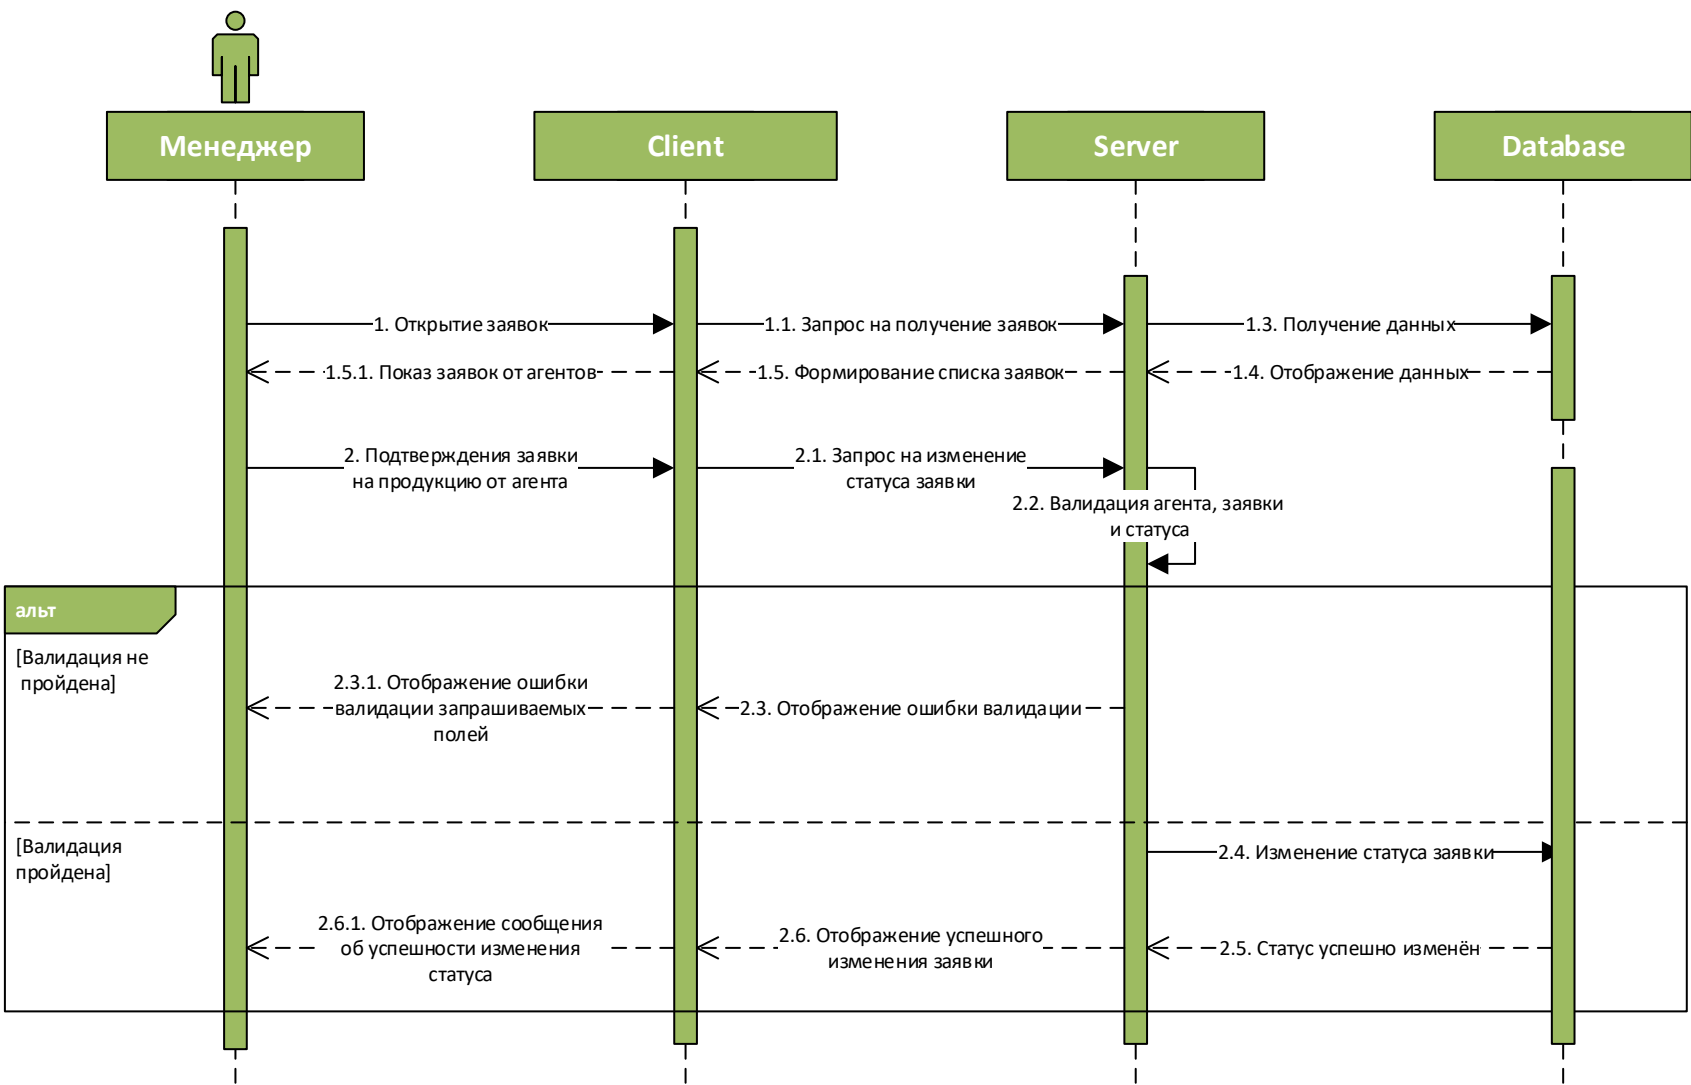 Менеджер
Client
Server
Database
1. Открытие заявок
1.1. Запрос на получение заявок
1.3. Получение данных
1.5.1. Показ заявок от агентов
1.5. Формирование списка заявок
1.4. Отображение данных
2. Подтверждения заявки
на продукцию от агента
2.1. Запрос на изменение
статуса заявки
2.2. Валидация агента, заявки
и статуса
альт
[Валидация не
пройдена]
2.3.1. Отображение ошибки
валидации запрашиваемых
полей
2.3. Отображение ошибки валидации
[Валидация
пройдена]
2.4. Изменение статуса заявки
2.6.1. Отображение сообщения
об успешности изменения
статуса
2.6. Отображение успешного
изменения заявки
2.5. Статус успешно изменён